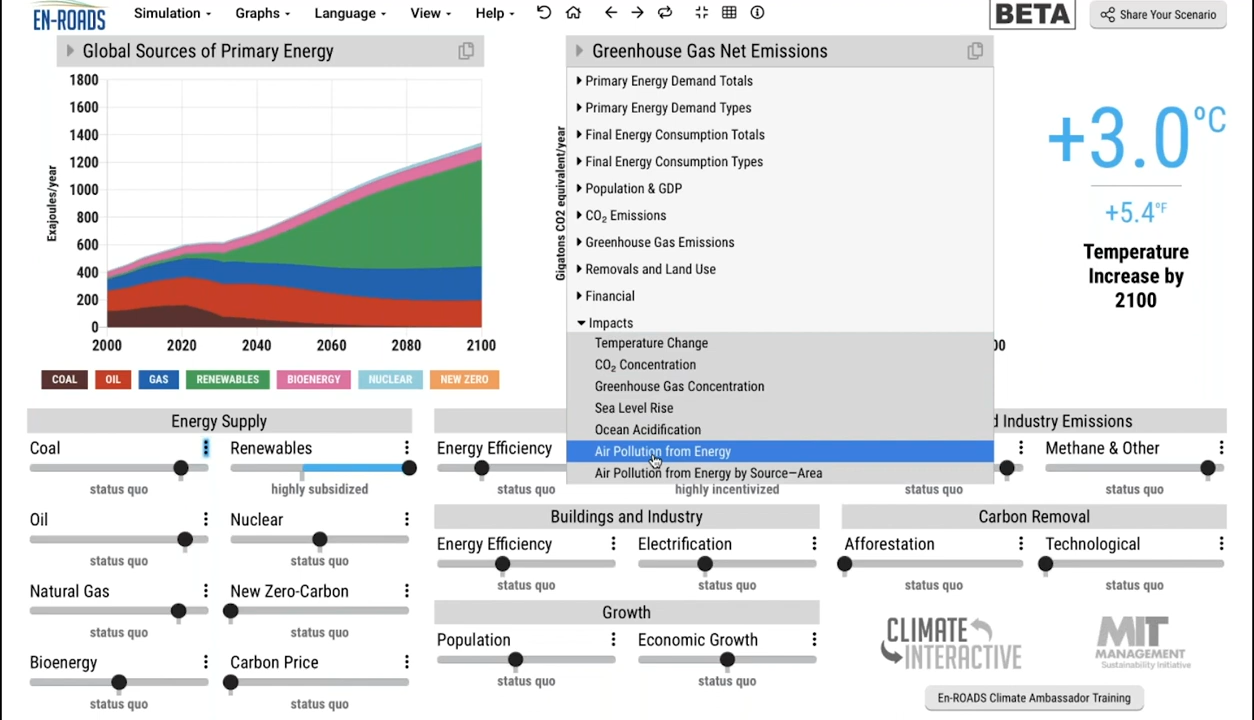 EN-ROADS
Simulation
Graphs
Language
View
Help
BETA
Share Your Scenario
Global Sources of Primary Energy
1800
1600
1400
1200
1000
800
600
400
200
0
Exajoules/year
2000 2020 2040 2060 2080 2100
COAL OIL GAS RENEWABLES BIOENERGY NUCLEAR NEW ZERO
Greenhouse Gas Net Emissions
Gigatons CO2 equivalent/year
Primary Energy Demand Totals
Primary Energy Demand Types
Final Energy Consumption Totals
Final Energy Consumption Types
Population & GDP
CO₂ Emissions
Greenhouse Gas Emissions
Removals and Land Use
Financial
Impacts
Temperature Change
CO₂ Concentration
Greenhouse Gas Concentration
Sea Level Rise
Ocean Acidification
Air Pollution from Energy
Air Pollution from Energy by Source—Area
00
+3.0°C
+5.4°F
Temperature
Increase by
2100
Energy Supply
Coal
status quo
Renewables
highly subsidized
Oil
status quo
Nuclear
status quo
Natural Gas
status quo
New Zero-Carbon
status quo
Bioenergy
status quo
Carbon Price
status quo
Energy Efficiency
status quo
highly incentivized
Buildings and Industry
Energy Efficiency
status quo
Electrification
status quo
Growth
Population
status quo
Economic Growth
status quo
d Industry Emissions
status quo
Methane & Other
status quo
Carbon Removal
Afforestation
status quo
Technological
status quo
CLIMATE
INTERACTIVE
MIT
MANAGEMENT
Sustainability Initiative
En-ROADS Climate Ambassador Training